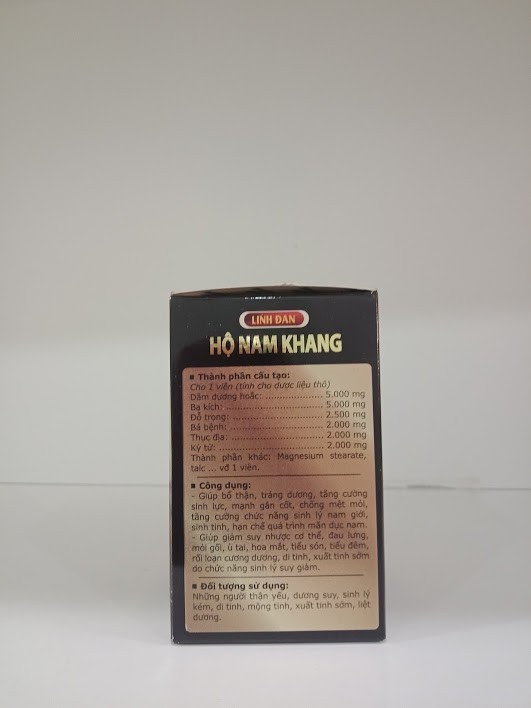 LINH ĐAN
HỘ NAM KHANG
▪ Thành phần cấu tạo:
Cho 1 viên (tính cho dược liệu thô)
Dâm dương hoắc: .................. 5.000 mg
Ba kích: .............................. 5.000 mg
Đỗ trọng: ............................ 2.500 mg
Bá bệnh: ............................. 2.000 mg
Thục địa: ............................. 2.000 mg
Kỷ tử: ................................. 2.000 mg
Thành phần khác: Magnesium stearate,
talc ... vđ 1 viên.
▪ Công dụng:
- Giúp bổ thận, tráng dương, tăng cường
sinh lực, mạnh gân cốt, chống mệt mỏi,
tăng cường chức năng sinh lý nam giới,
sinh tinh, hạn chế quá trình mãn dục nam.
- Giúp giảm suy nhược cơ thể, đau lưng,
mỏi gối, ù tai, hoa mắt, tiểu són, tiểu đêm,
rối loạn cương dương, di tinh, xuất tinh sớm
do chức năng sinh lý suy giảm.
▪ Đối tượng sử dụng:
Những người thận yếu, dương suy, sinh lý
kém, di tinh, mộng tinh, xuất tinh sớm, liệt
dương.